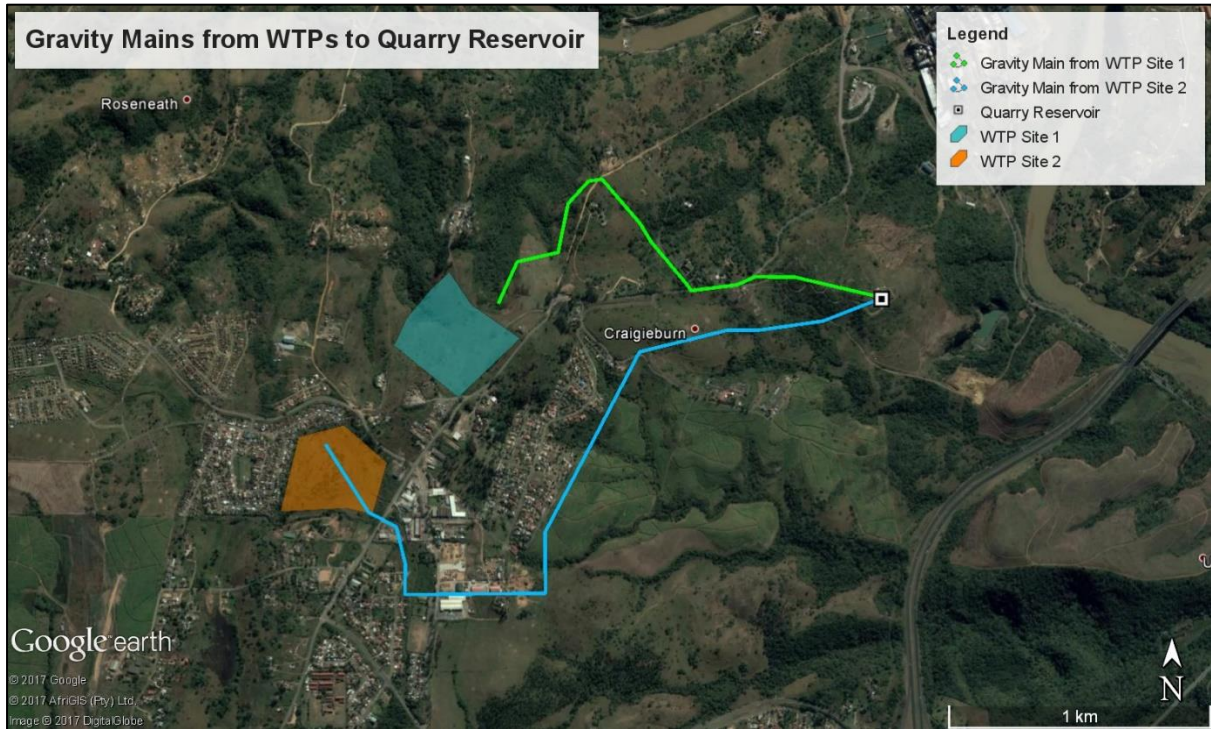 Gravity Mains from WTPs to Quarry Reservoir
Legend
Gravity Main from WTP Site 1
Gravity Main from WTP Site 2
Quarry Reservoir
WTP Site 1
WTP Site 2
Roseneath
Craigieburn
U
Google earth
© 2017 Google
© 2017 AfriGIS (Pty) Ltd.
Image © 2017 DigitalGlobe
N
1 km